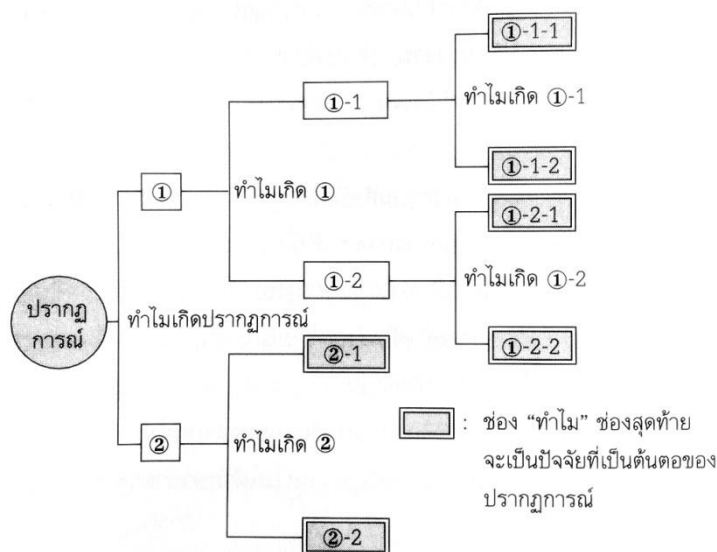 ①-1-1
①-1
ทำไมเกิด ①-1
①-1-2
①
ทำไมเกิด ①
①-2-1
①-2
ทำไมเกิด ①-2
ปรากฏ
การณ์
ทำไมเกิดปรากฏการณ์
①-2-2
②-1
②
ทำไมเกิด ②
: ช่อง “ทำไม” ช่องสุดท้าย
จะเป็นปัจจัยที่เป็นต้นตอของ
ปรากฏการณ์
②-2